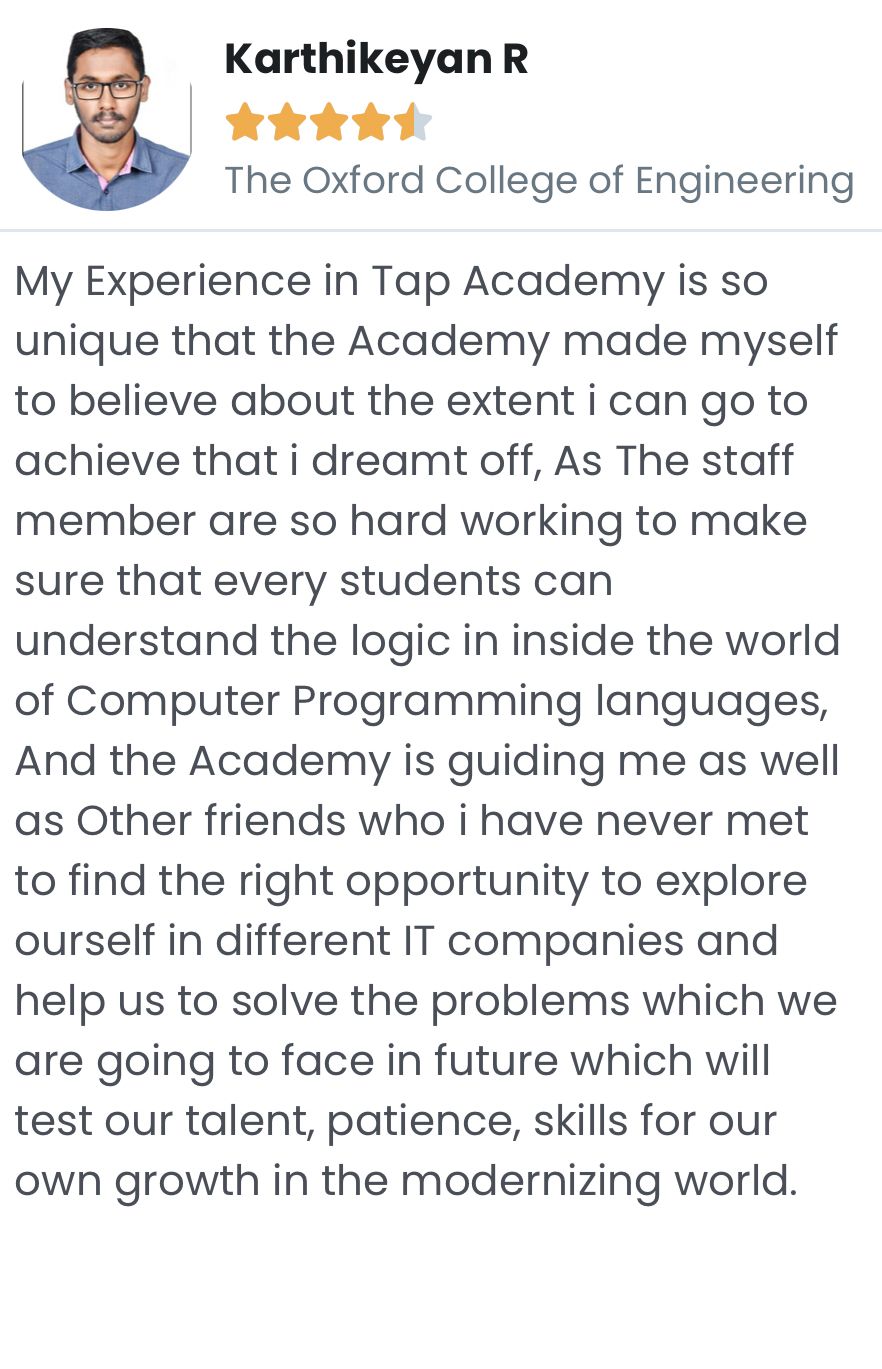 Karthikeyan R
The Oxford College of Engineering
My Experience in Tap Academy is so
unique that the Academy made myself
to believe about the extent i can go to
achieve that i dreamt off, As The staff
member are so hard working to make
sure that every students can
understand the logic in inside the world
of Computer Programming languages,
And the Academy is guiding me as well
as Other friends who i have never met
to find the right opportunity to explore
ourself in different IT companies and
help us to solve the problems which we
are going to face in future which will
test our talent, patience, skills for our
own growth in the modernizing world.